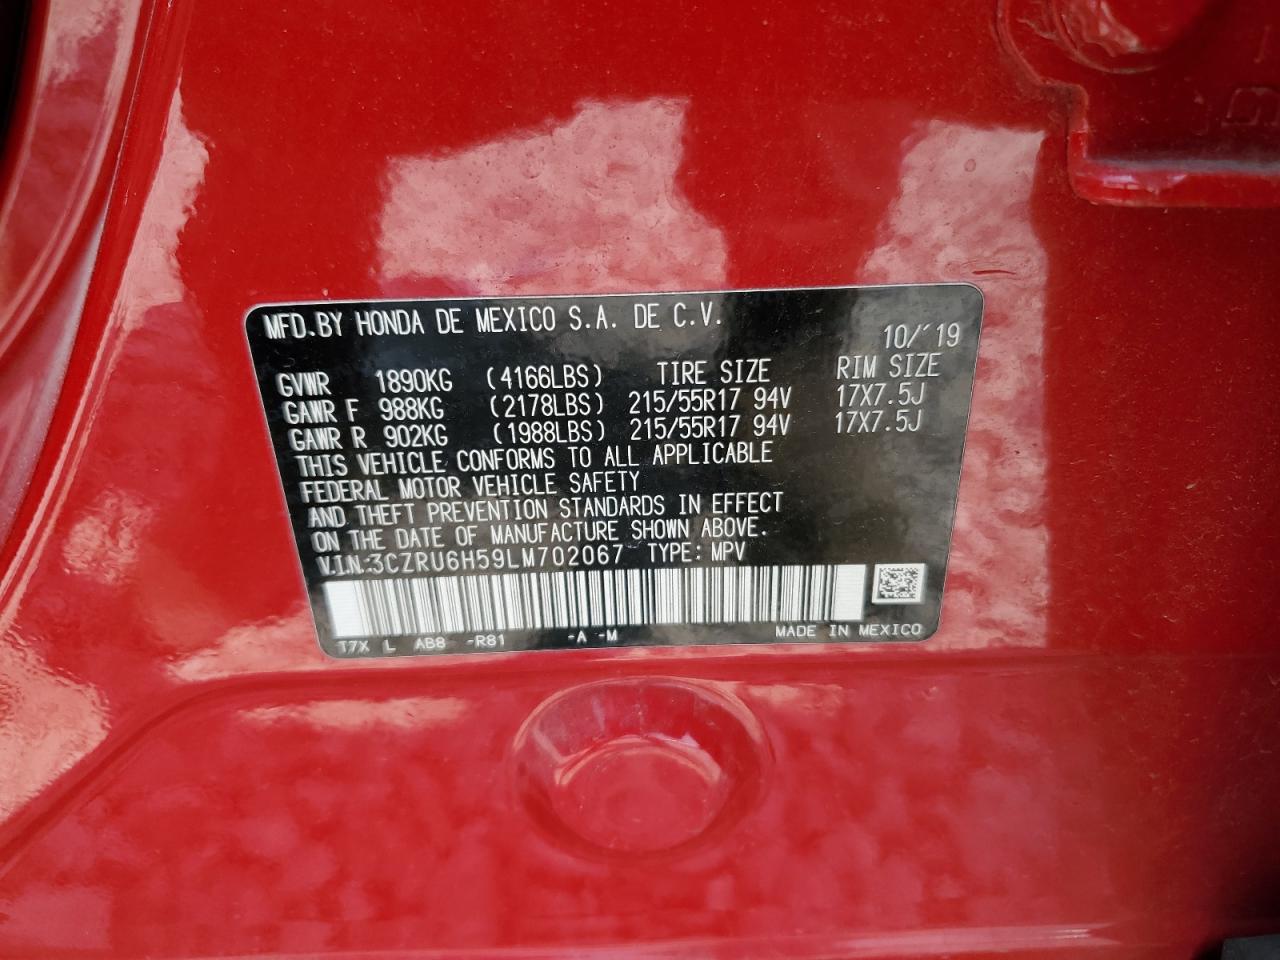 MFD.BY HONDA DE MEXICO S.A. DE C.V.
10/'19
GVWR 1890KG (4166LBS) TIRE SIZE RIM SIZE
GAWR F 988KG (2178LBS) 215/55R17 94V 17X7.5J
GAWR R 902KG (1988LBS) 215/55R17 94V 17X7.5J
THIS VEHICLE CONFORMS TO ALL APPLICABLE
FEDERAL MOTOR VEHICLE SAFETY
AND THEFT PREVENTION STANDARDS IN EFFECT
ON THE DATE OF MANUFACTURE SHOWN ABOVE.
V.I.N.:3CZRU6H59LM702067 TYPE: MPV
T7X L AB8 -R81 -A -M MADE IN MEXICO